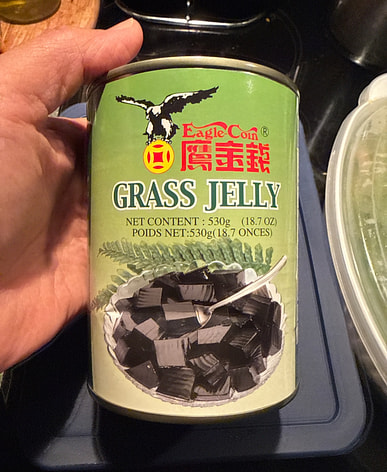 Eagle Coin®
鷹金錢
GRASS JELLY
NET CONTENT : 530g (18.7 OZ)
POIDS NET:530g(18.7 ONCES)